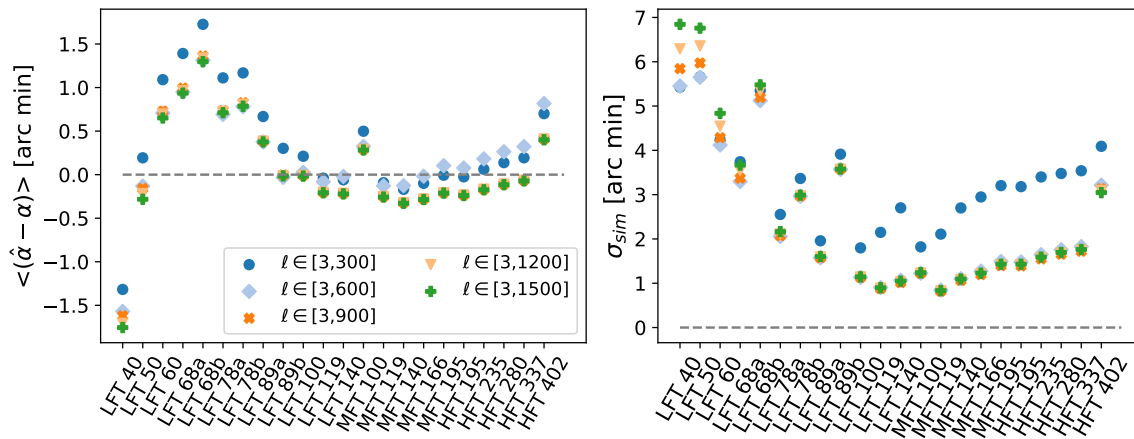 <(α̂ − α)> [arc min]
1.5
1.0
0.5
0.0
−0.5
−1.0
−1.5
ℓ ∈ [3,300]
ℓ ∈ [3,600]
ℓ ∈ [3,900]
ℓ ∈ [3,1200]
ℓ ∈ [3,1500]
LFT 40
LFT 50
LFT 60
LFT 68a
LFT 68b
LFT 78a
LFT 78b
LFT 89a
LFT 89b
LFT 100
LFT 119
LFT 140
MFT 100
MFT 119
MFT 140
MFT 166
MFT 195
HFT 195
HFT 235
HFT 280
HFT 337
HFT 402
σsim [arc min]
7
6
5
4
3
2
1
0
LFT 40
LFT 50
LFT 60
LFT 68a
LFT 68b
LFT 78a
LFT 78b
LFT 89a
LFT 89b
LFT 100
LFT 119
LFT 140
MFT 100
MFT 119
MFT 140
MFT 166
MFT 195
HFT 195
HFT 235
HFT 280
HFT 337
HFT 402